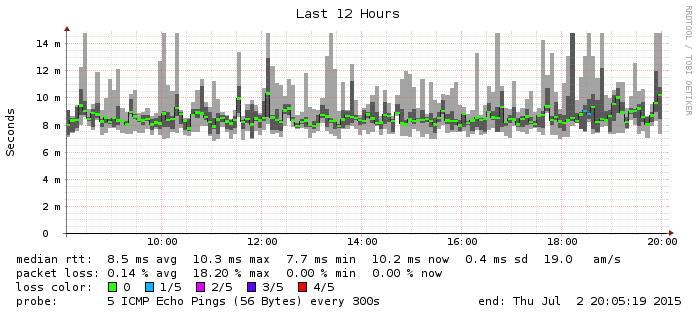 Last 12 Hours
RRDTOOL / TOBI OETIKER
Seconds
14 m
12 m
10 m
8 m
6 m
4 m
2 m
0
10:00 12:00 14:00 16:00 18:00 20:00
median rtt: 8.5 ms avg 10.3 ms max 7.7 ms min 10.2 ms now 0.4 ms sd 19.0 am/s
packet loss: 0.14 % avg 18.20 % max 0.00 % min 0.00 % now
loss color: 0 1/5 2/5 3/5 4/5
probe: 5 ICMP Echo Pings (56 Bytes) every 300s end: Thu Jul 2 20:05:19 2015